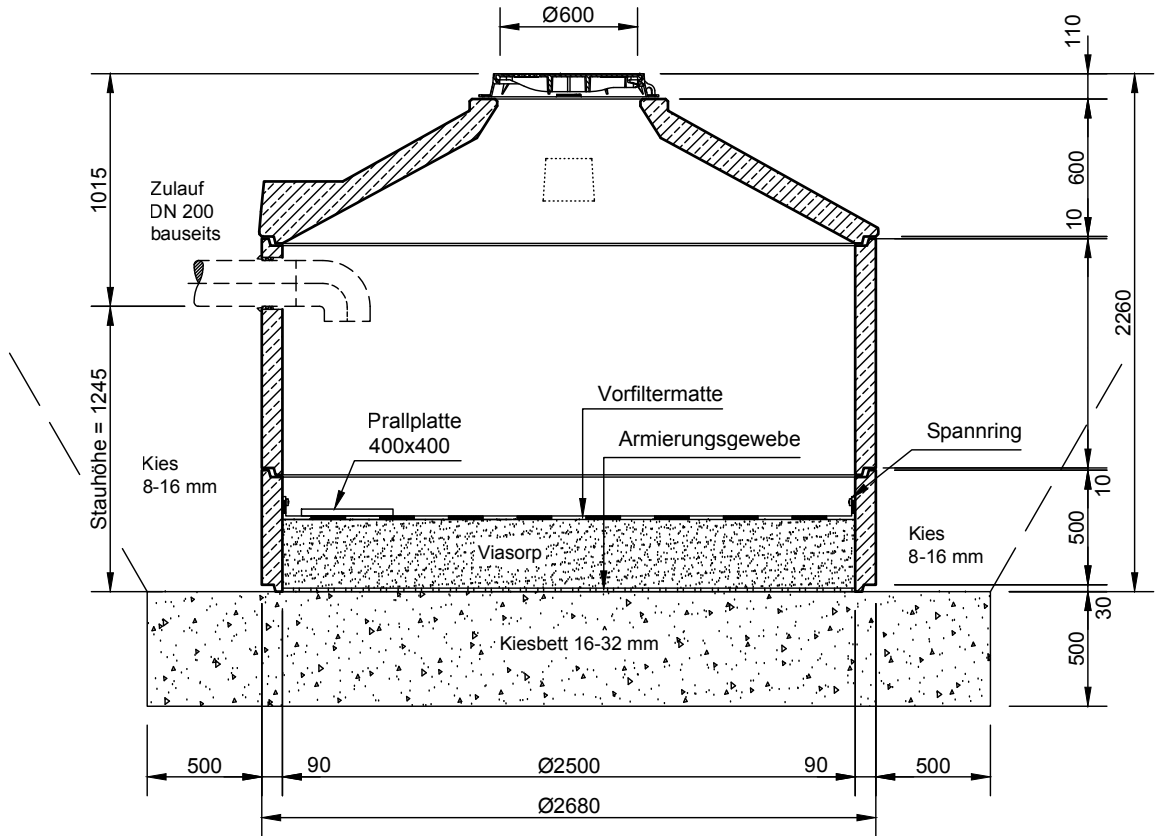 Ø600
110
1015
Zulauf
DN 200
bauseits
600
10
2260
Stauhöhe = 1245
Vorfiltermatte
Prallplatte
400x400
Armierungsgewebe
Spannring
Kies
8-16 mm
10
500
Viasorp
Kies
8-16 mm
30
Kiesbett 16-32 mm
500
500
90
Ø2500
90
500
Ø2680